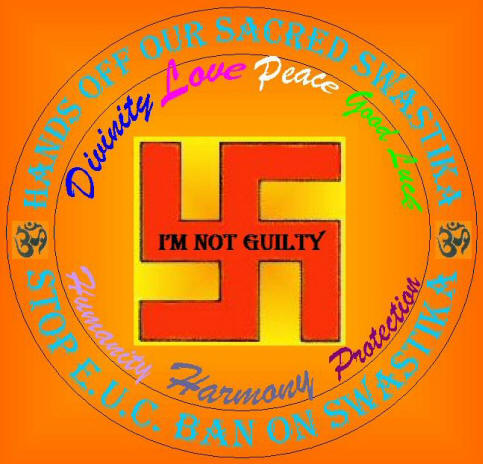 HANDS OFF OUR SACRED SWASTIKA
Divinity Love Peace Good Luck
I'M NOT GUILTY
ॐ ॐ
Humanity Harmony Protection
STOP E.U.C. BAN ON SWASTIKA